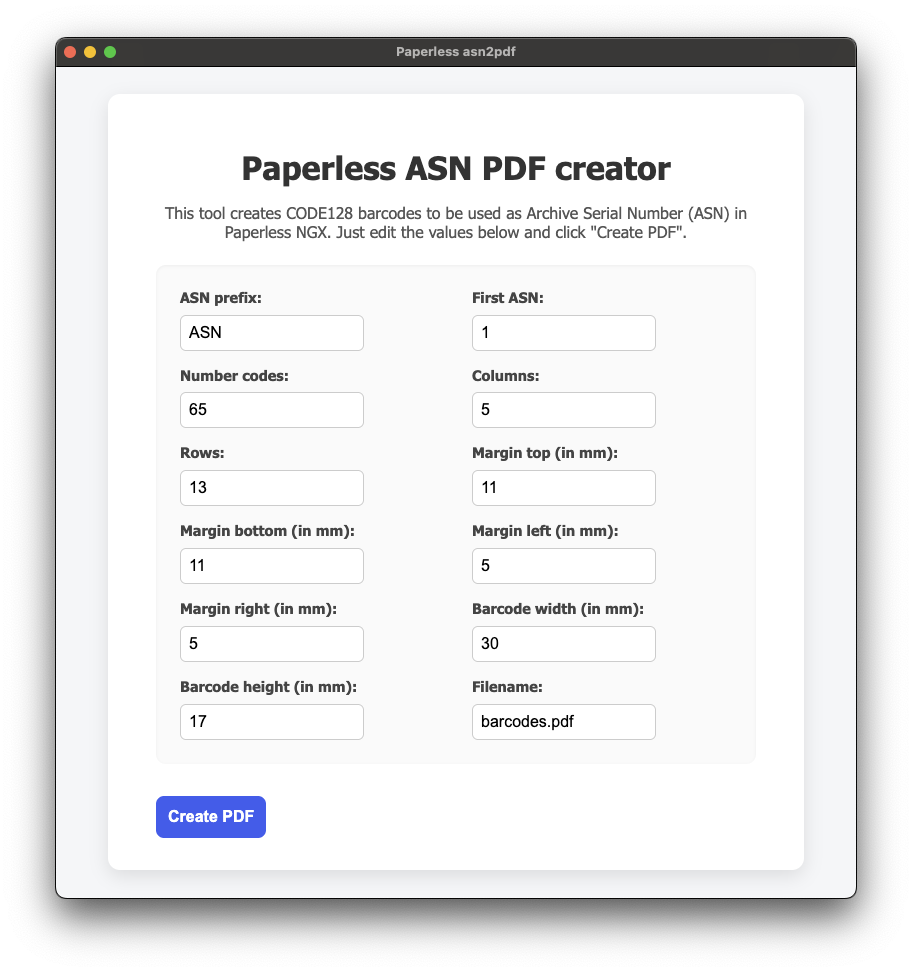 Paperless asn2pdf
Paperless ASN PDF creator
This tool creates CODE128 barcodes to be used as Archive Serial Number (ASN) in
Paperless NGX. Just edit the values below and click "Create PDF".
ASN prefix:
ASN
First ASN:
1
Number codes:
65
Columns:
5
Rows:
13
Margin top (in mm):
11
Margin bottom (in mm):
11
Margin left (in mm):
5
Margin right (in mm):
5
Barcode width (in mm):
30
Barcode height (in mm):
17
Filename:
barcodes.pdf
Create PDF